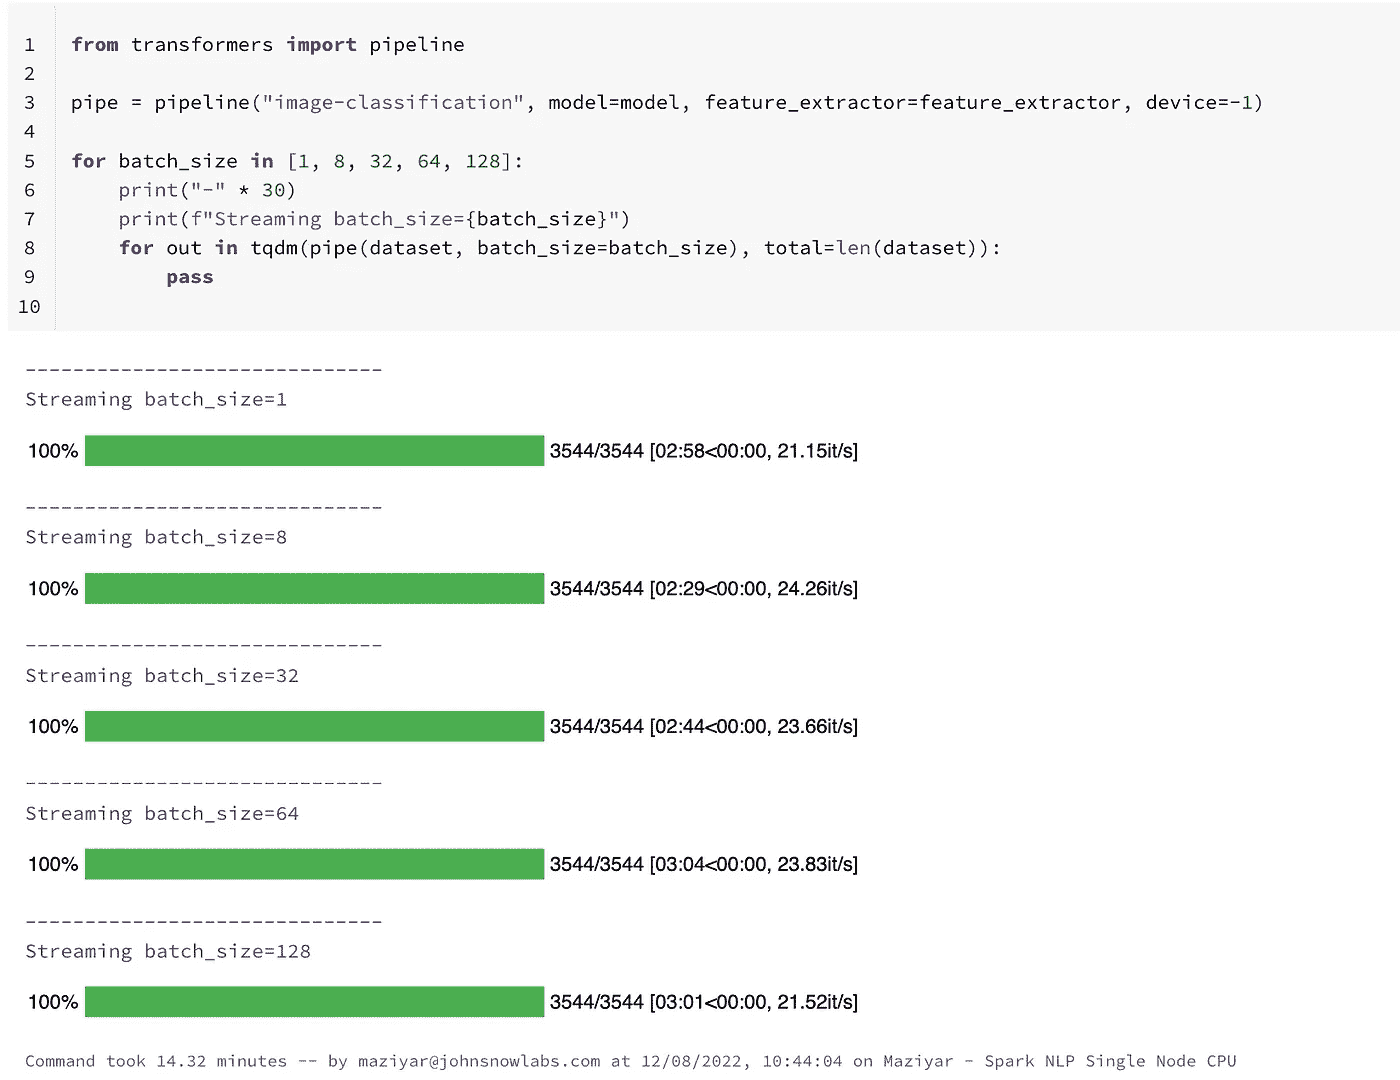 1 from transformers import pipeline
2
3 pipe = pipeline("image-classification", model=model, feature_extractor=feature_extractor, device=-1)
4
5 for batch_size in [1, 8, 32, 64, 128]:
6     print("-" * 30)
7     print(f"Streaming batch_size={batch_size}")
8     for out in tqdm(pipe(dataset, batch_size=batch_size), total=len(dataset)):
9         pass
10
------------------------------
Streaming batch_size=1
100% 3544/3544 [02:58<00:00, 21.15it/s]
------------------------------
Streaming batch_size=8
100% 3544/3544 [02:29<00:00, 24.26it/s]
------------------------------
Streaming batch_size=32
100% 3544/3544 [02:44<00:00, 23.66it/s]
------------------------------
Streaming batch_size=64
100% 3544/3544 [03:04<00:00, 23.83it/s]
------------------------------
Streaming batch_size=128
100% 3544/3544 [03:01<00:00, 21.52it/s]
Command took 14.32 minutes -- by maziyar@johnsnowlabs.com at 12/08/2022, 10:44:04 on Maziyar - Spark NLP Single Node CPU